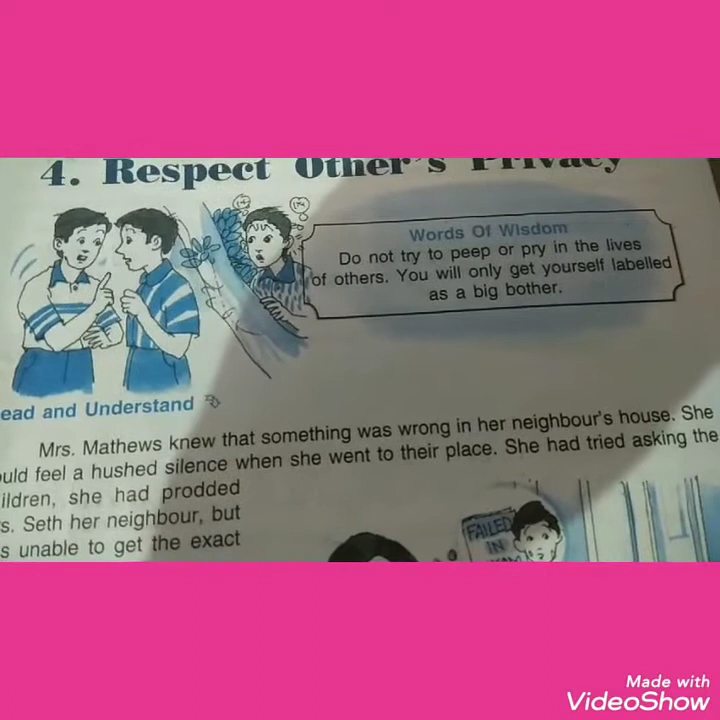 4. Respect Other's Privacy
Words Of Wisdom
Do not try to peep or pry in the lives
of others. You will only get yourself labelled
as a big bother.
ead and Understand
Mrs. Mathews knew that something was wrong in her neighbour's house. She
ould feel a hushed silence when she went to their place. She had tried asking the
ildren, she had prodded
s. Seth her neighbour, but
s unable to get the exact
FAILED
IN
Made with
VideoShow